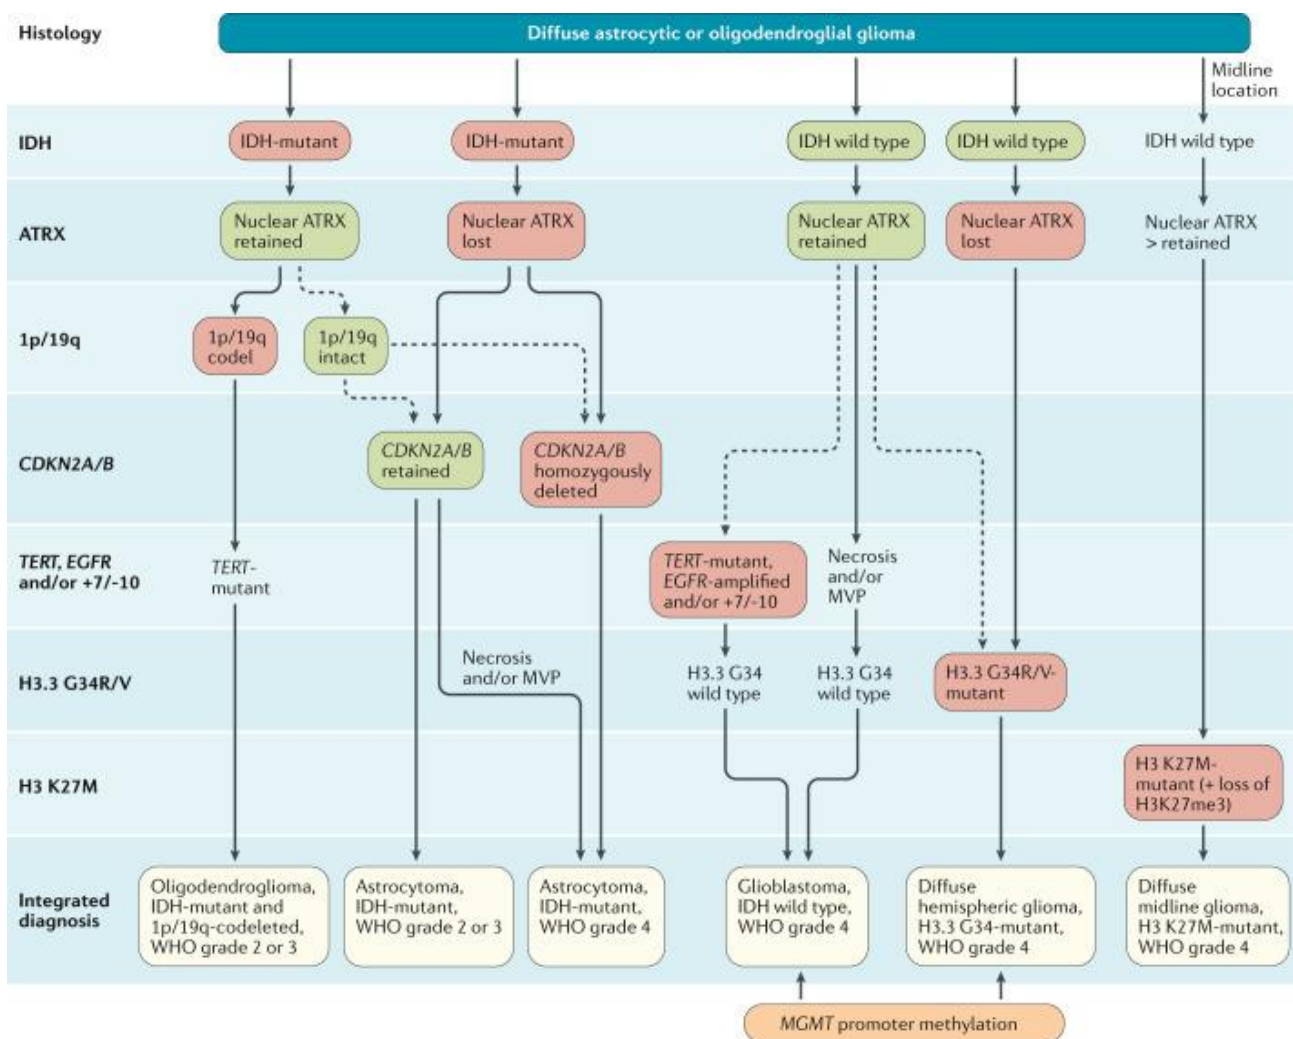 Histology
Diffuse astrocytic or oligodendroglial glioma
Midline
location
IDH
IDH-mutant
IDH-mutant
IDH wild type
IDH wild type
IDH wild type
ATRX
Nuclear ATRX
retained
Nuclear ATRX
lost
Nuclear ATRX
retained
Nuclear ATRX
lost
Nuclear ATRX
> retained
1p/19q
1p/19q
codel
1p/19q
intact
CDKN2A/B
CDKN2A/B
retained
CDKN2A/B
homozygously
deleted
TERT, EGFR
and/or +7/-10
TERT-
mutant
TERT-mutant,
EGFR-amplified
and/or +7/-10
Necrosis
and/or
MVP
H3.3 G34R/V
Necrosis
and/or MVP
H3.3 G34
wild type
H3.3 G34
wild type
H3.3 G34R/V-
mutant
H3 K27M
H3 K27M-
mutant (+ loss of
H3K27me3)
Integrated
diagnosis
Oligodendroglioma,
IDH-mutant and
1p/19q-codeleted,
WHO grade 2 or 3
Astrocytoma,
IDH-mutant,
WHO grade 2 or 3
Astrocytoma,
IDH-mutant,
WHO grade 4
Glioblastoma,
IDH wild type,
WHO grade 4
Diffuse
hemispheric glioma,
H3.3 G34-mutant,
WHO grade 4
Diffuse
midline glioma,
H3 K27M-mutant,
WHO grade 4
MGMT promoter methylation